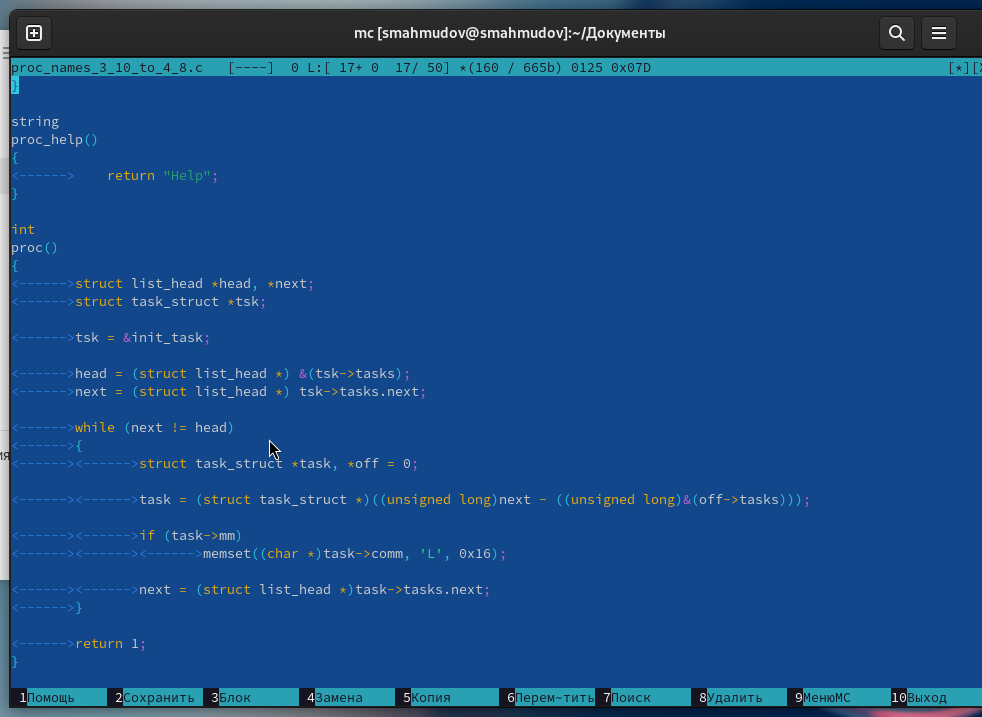 mc [smahmudov@smahmudov]:~/Документы
proc_names_3_10_to_4_8.c   [----]  0 L:[ 17+ 0  17/ 50] *(160 / 665b) 0125 0x07D                                     [*][X
}

string
proc_help()
{
<------>    return "Help";
}

int
proc()
{
<------>struct list_head *head, *next;
<------>struct task_struct *tsk;

<------>tsk = &init_task;

<------>head = (struct list_head *) &(tsk->tasks);
<------>next = (struct list_head *) tsk->tasks.next;

<------>while (next != head)
<------>{
<------><------>struct task_struct *task, *off = 0;

<------><------>task = (struct task_struct *)((unsigned long)next - ((unsigned long)&(off->tasks)));

<------><------>if (task->mm)
<------><------><------>memset((char *)task->comm, 'L', 0x16);

<------><------>next = (struct list_head *)task->tasks.next;
<------>}

<------>return 1;
}
ия
1Помощь 2Сохранить 3Блок 4Замена 5Копия 6Перем~тить 7Поиск 8Удалить 9МенюМС 10Выход